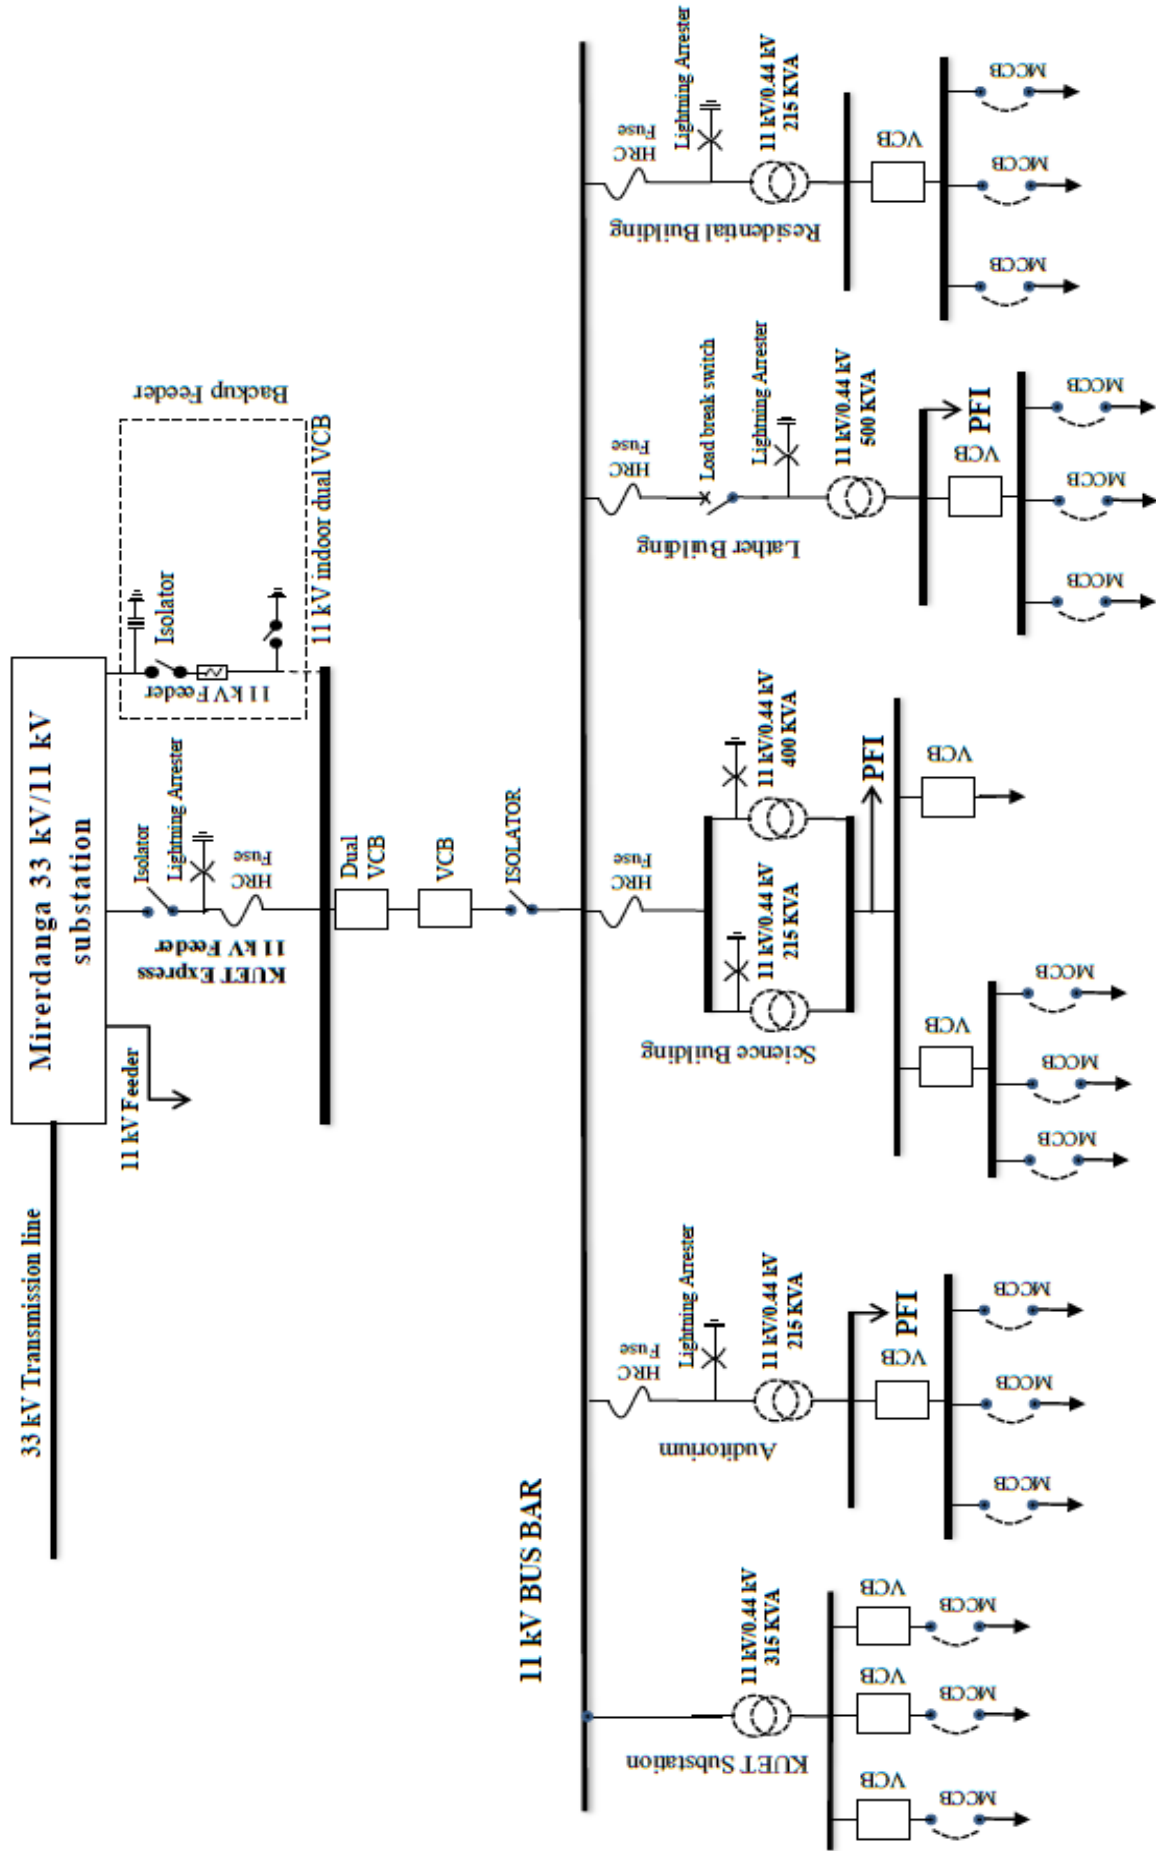 Mirerdanga 33 kV/11 kV
substation
33 kV Transmission line
11 kV Feeder
KUET Express
11 kV Feeder
Isolator
Lightning Arrester
HRC
Fuse
Backup Feeder
11 kV Feeder
Isolator
11 kV indoor dual VCB
Dual
VCB
VCB
ISOLATOR
11 kV BUS BAR
KUET Substation
11 kV/0.44 kV
315 KVA
VCB
VCB
VCB
MCCB
MCCB
MCCB
Auditorium
HRC
Fuse
Lightning Arrester
11 kV/0.44 kV
215 KVA
PFI
VCB
MCCB
MCCB
MCCB
Science Building
HRC
Fuse
11 kV/0.44 kV
215 KVA
11 kV/0.44 kV
400 KVA
PFI
VCB
VCB
MCCB
MCCB
MCCB
Lather Building
HRC
Fuse
Load break switch
Lightning Arrester
11 kV/0.44 kV
500 KVA
PFI
VCB
MCCB
MCCB
MCCB
Residential Building
HRC
Fuse
Lightning Arrester
11 kV/0.44 kV
215 KVA
VCB
MCCB
MCCB
MCCB